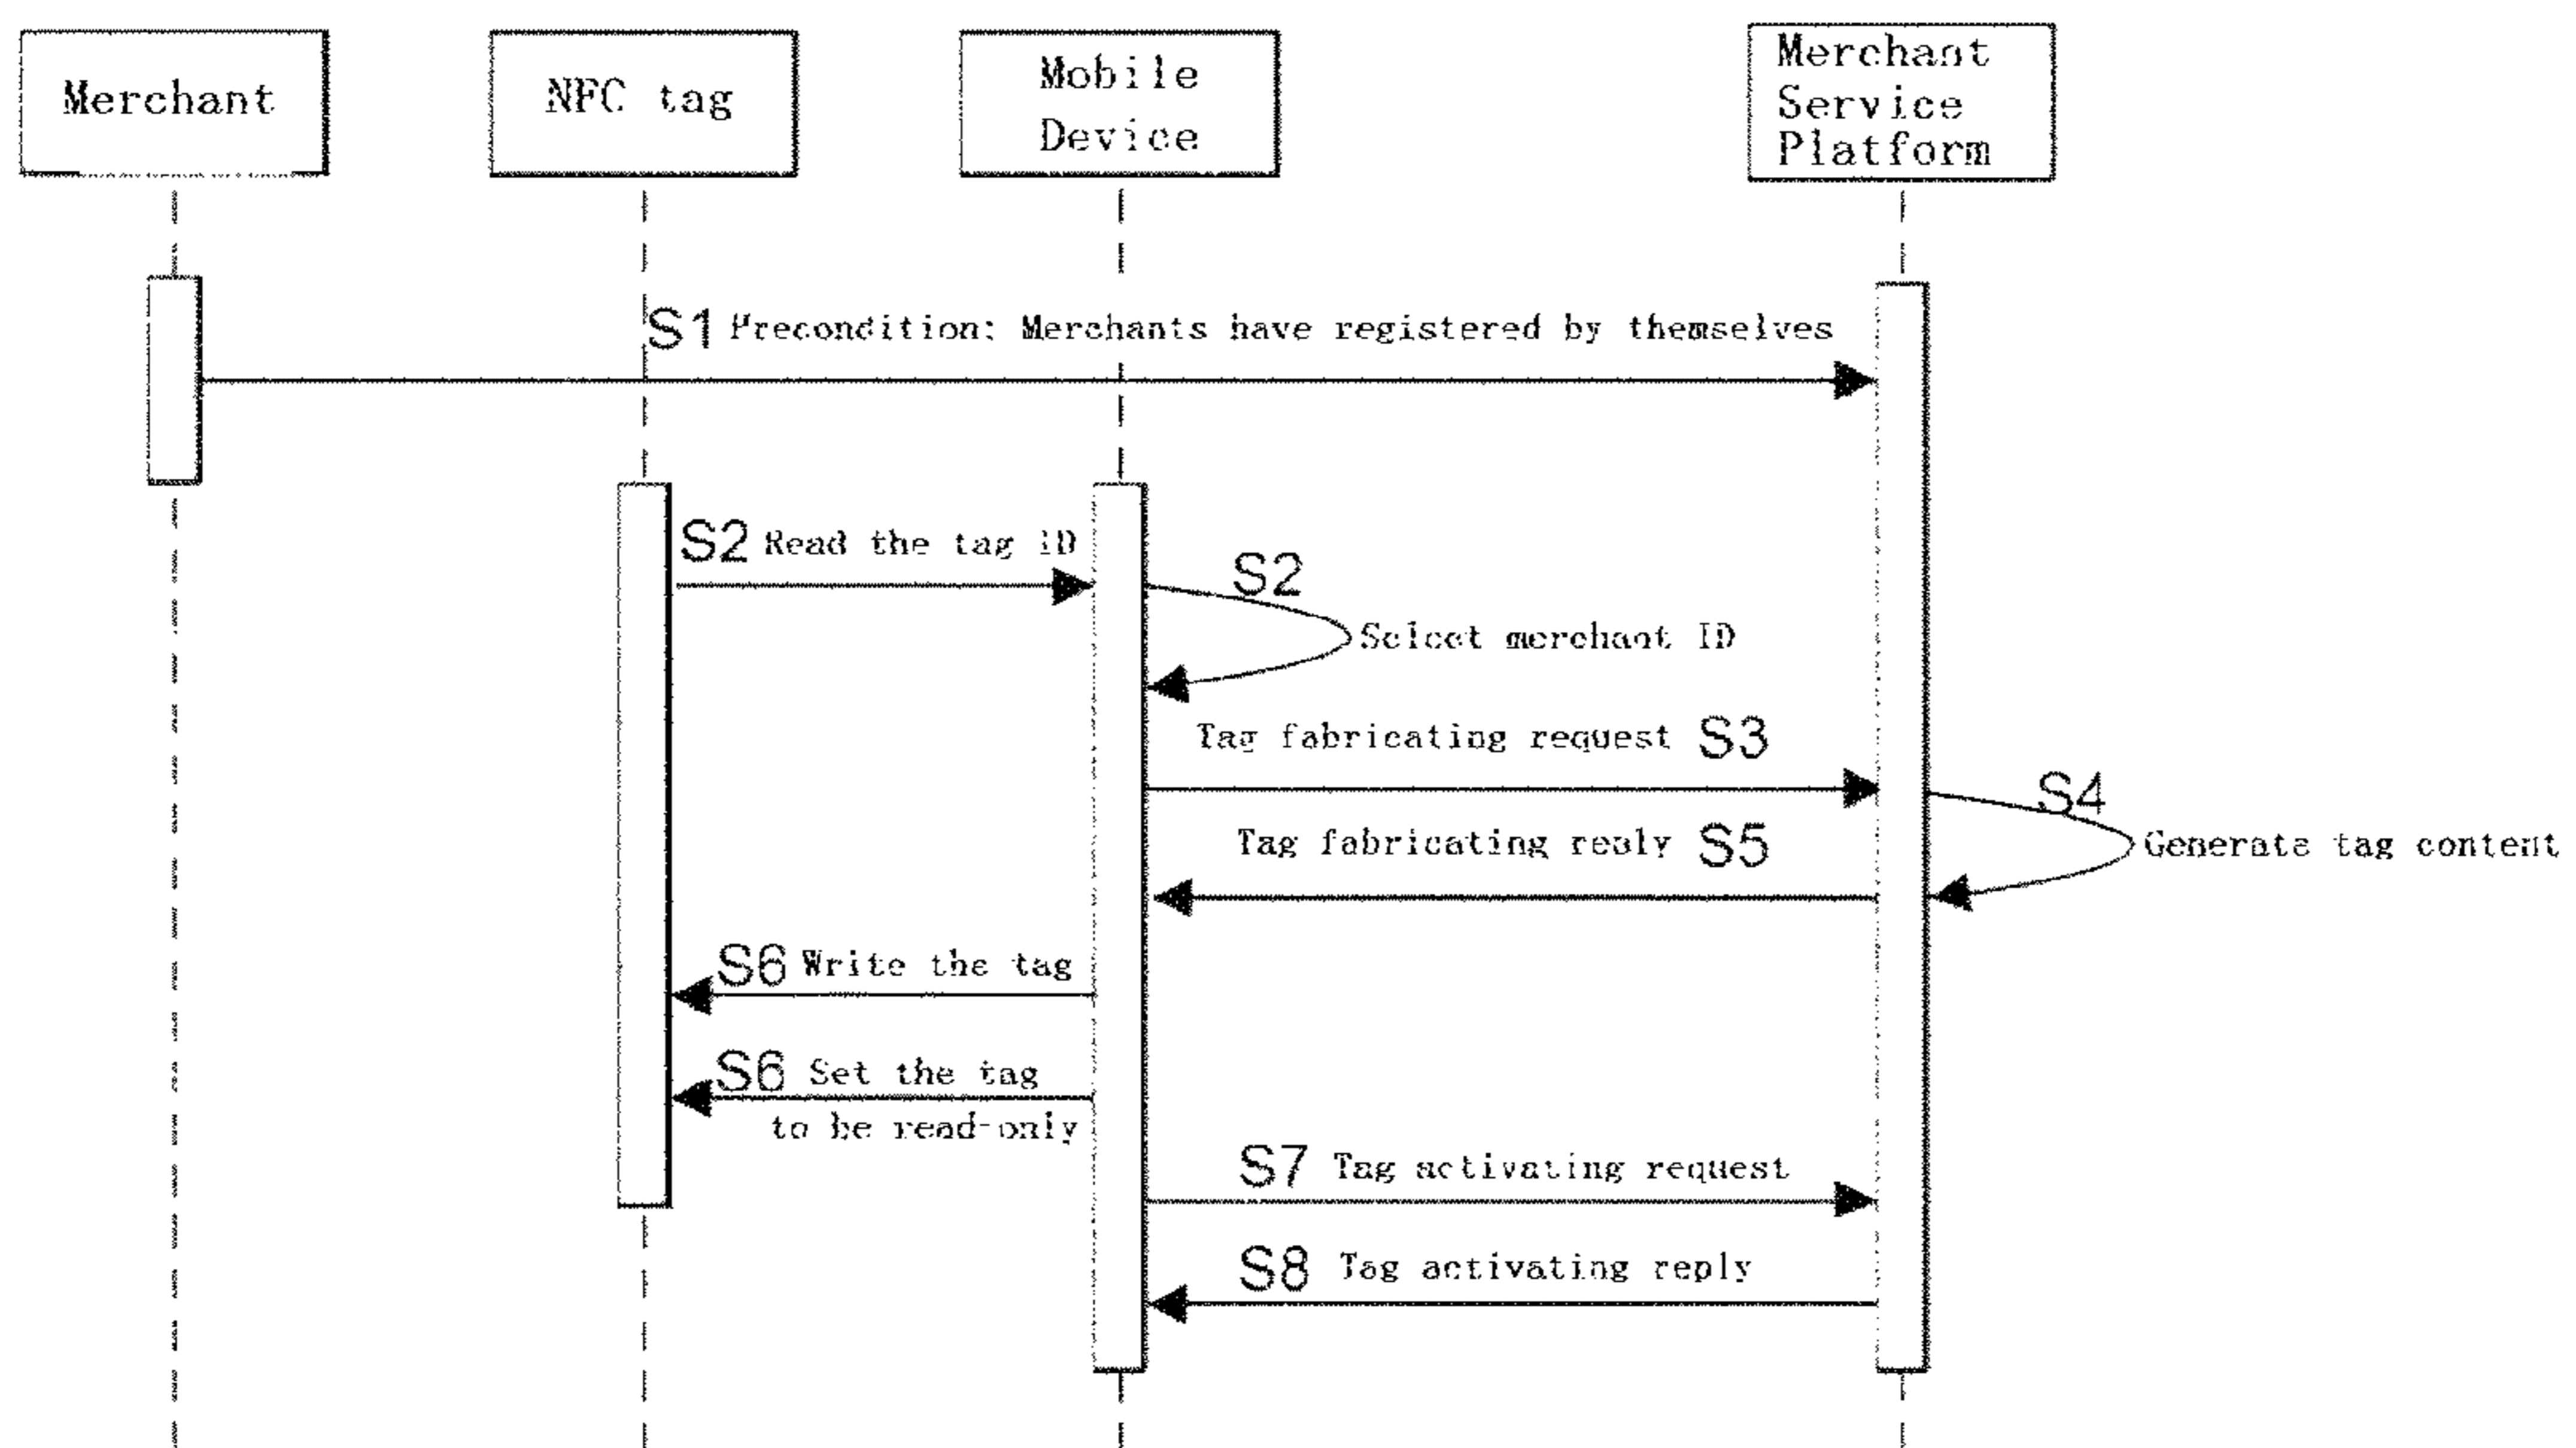 Merchant
NFC tag
Mobile
Device
Merchant
Service
Platform
S1 Precondition: Merchants have registered by themselves
S2 Read the tag ID
S2
Select merchant ID
Tag fabricating request S3
S4
Tag fabricating reply S5
Generate tag content
S6 Write the tag
S6 Set the tag
to be read-only
S7 Tag activating request
S8 Tag activating reply